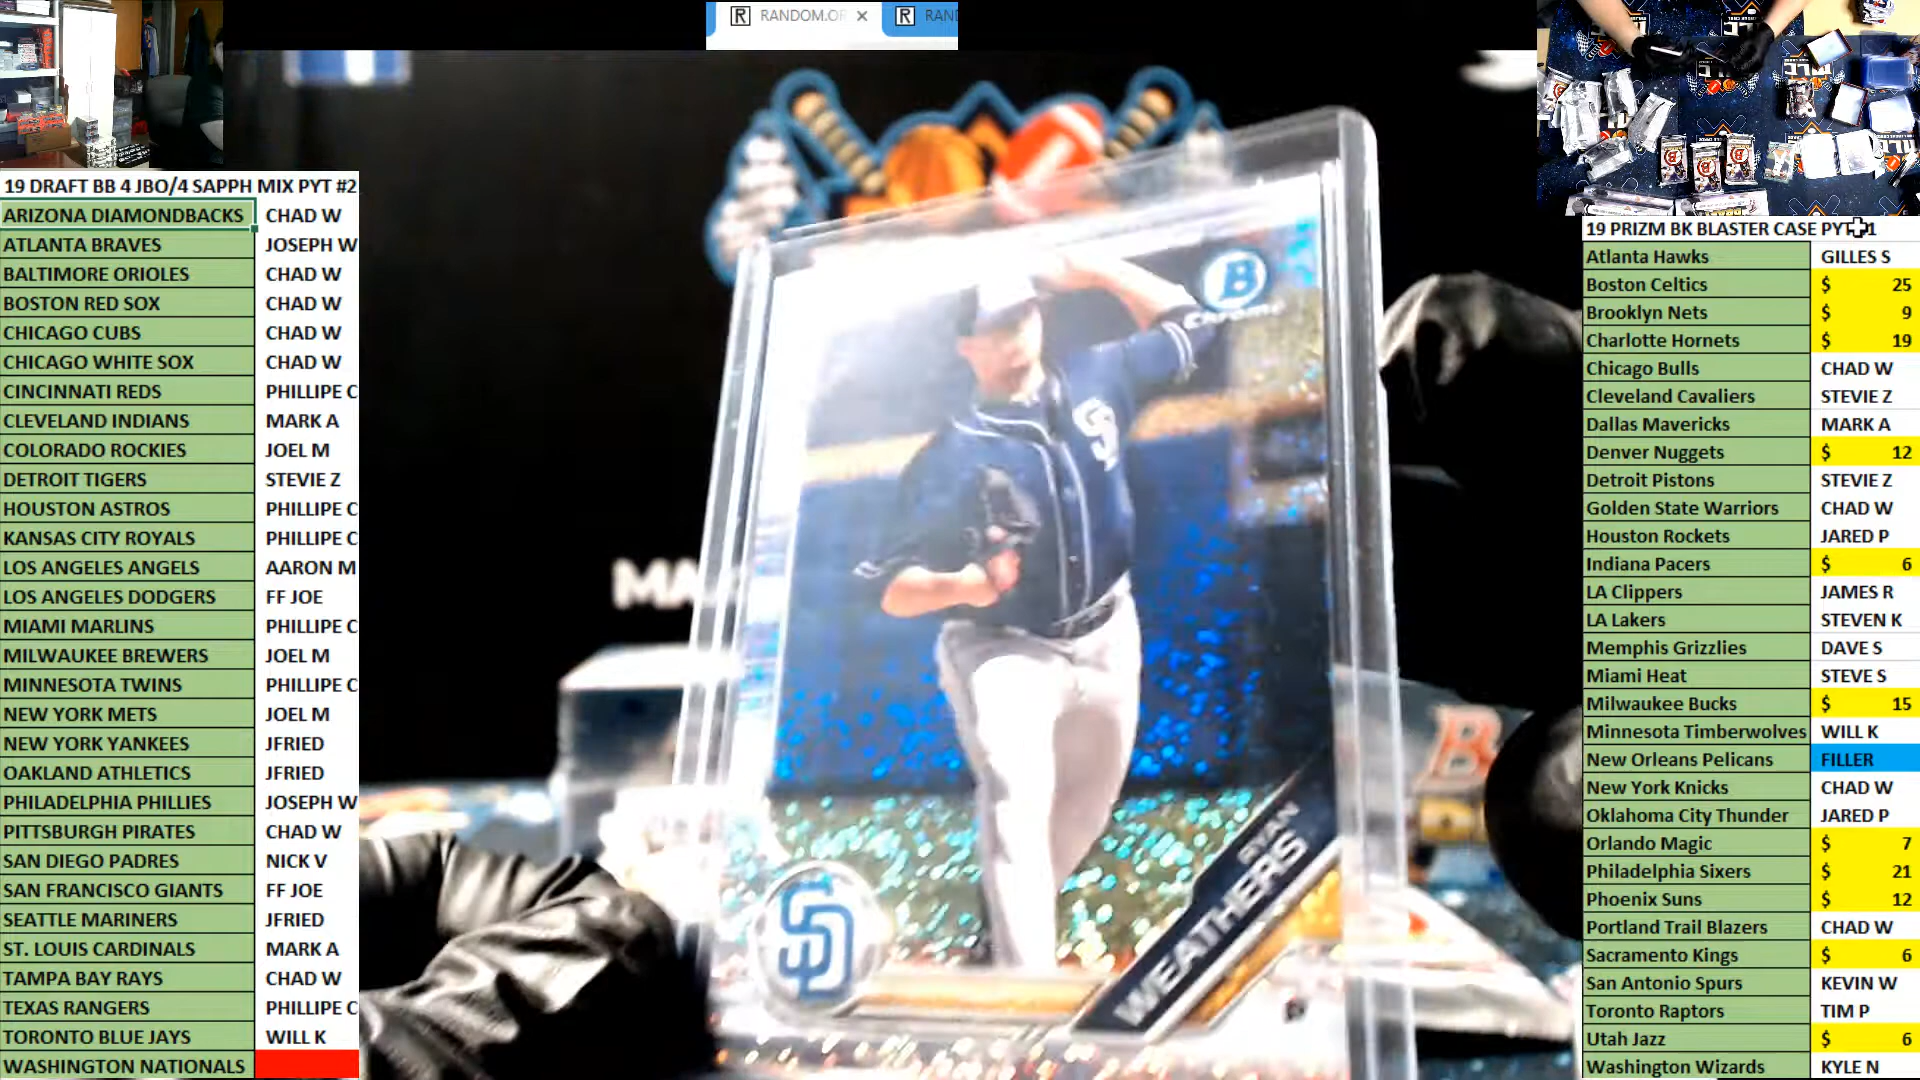 RANDOM.OR
RAND
19 DRAFT BB 4 JBO/4 SAPPH MIX PYT #2
ARIZONA DIAMONDBACKS CHAD W
ATLANTA BRAVES JOSEPH W
BALTIMORE ORIOLES CHAD W
BOSTON RED SOX CHAD W
CHICAGO CUBS CHAD W
CHICAGO WHITE SOX CHAD W
CINCINNATI REDS PHILLIPE C
CLEVELAND INDIANS MARK A
COLORADO ROCKIES JOEL M
DETROIT TIGERS STEVIE Z
HOUSTON ASTROS PHILLIPE C
KANSAS CITY ROYALS PHILLIPE C
LOS ANGELES ANGELS AARON M
LOS ANGELES DODGERS FF JOE
MIAMI MARLINS PHILLIPE C
MILWAUKEE BREWERS JOEL M
MINNESOTA TWINS PHILLIPE C
NEW YORK METS JOEL M
NEW YORK YANKEES JFRIED
OAKLAND ATHLETICS JFRIED
PHILADELPHIA PHILLIES JOSEPH W
PITTSBURGH PIRATES CHAD W
SAN DIEGO PADRES NICK V
SAN FRANCISCO GIANTS FF JOE
SEATTLE MARINERS JFRIED
ST. LOUIS CARDINALS MARK A
TAMPA BAY RAYS CHAD W
TEXAS RANGERS PHILLIPE C
TORONTO BLUE JAYS WILL K
WASHINGTON NATIONALS
B
Chrome
SD
MA
SD
RYAN
WEATHERS
B
19 PRIZM BK BLASTER CASE PYT 1
Atlanta Hawks GILLES S
Boston Celtics $ 25
Brooklyn Nets $ 9
Charlotte Hornets $ 19
Chicago Bulls CHAD W
Cleveland Cavaliers STEVIE Z
Dallas Mavericks MARK A
Denver Nuggets $ 12
Detroit Pistons STEVIE Z
Golden State Warriors CHAD W
Houston Rockets JARED P
Indiana Pacers $ 6
LA Clippers JAMES R
LA Lakers STEVEN K
Memphis Grizzlies DAVE S
Miami Heat STEVE S
Milwaukee Bucks $ 15
Minnesota Timberwolves WILL K
New Orleans Pelicans FILLER
New York Knicks CHAD W
Oklahoma City Thunder JARED P
Orlando Magic $ 7
Philadelphia Sixers $ 21
Phoenix Suns $ 12
Portland Trail Blazers CHAD W
Sacramento Kings $ 6
San Antonio Spurs KEVIN W
Toronto Raptors TIM P
Utah Jazz $ 6
Washington Wizards KYLE N